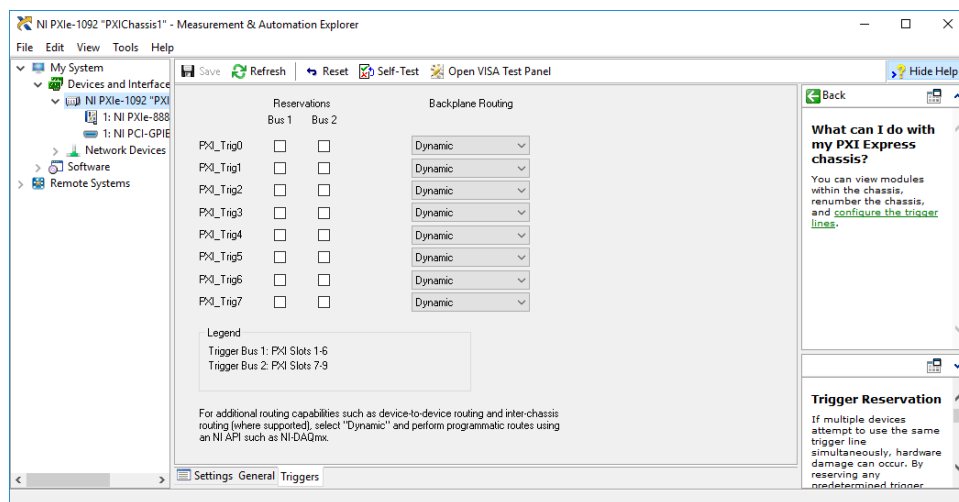 NI PXIe-1092 "PXIChassis1" - Measurement & Automation Explorer
File Edit View Tools Help
My System
Devices and Interface
NI PXIe-1092 "PXI
1: NI PXIe-888
1: NI PCI-GPIB
Network Devices
Software
Remote Systems
Save Refresh Reset Self-Test Open VISA Test Panel Hide Help
Reservations Backplane Routing
Bus 1 Bus 2
PXI_Trig0 Dynamic
PXI_Trig1 Dynamic
PXI_Trig2 Dynamic
PXI_Trig3 Dynamic
PXI_Trig4 Dynamic
PXI_Trig5 Dynamic
PXI_Trig6 Dynamic
PXI_Trig7 Dynamic
Legend
Trigger Bus 1: PXI Slots 1-6
Trigger Bus 2: PXI Slots 7-9
For additional routing capabilities such as device-to-device routing and inter-chassis
routing (where supported), select "Dynamic" and perform programmatic routes using
an NI API such as NI-DAQmx.
Settings General Triggers
Back
What can I do with
my PXI Express
chassis?
You can view modules
within the chassis,
renumber the chassis,
and configure the trigger
lines.
Trigger Reservation
If multiple devices
attempt to use the same
trigger line
simultaneously, hardware
damage can occur. By
reserving any
predetermined trigger